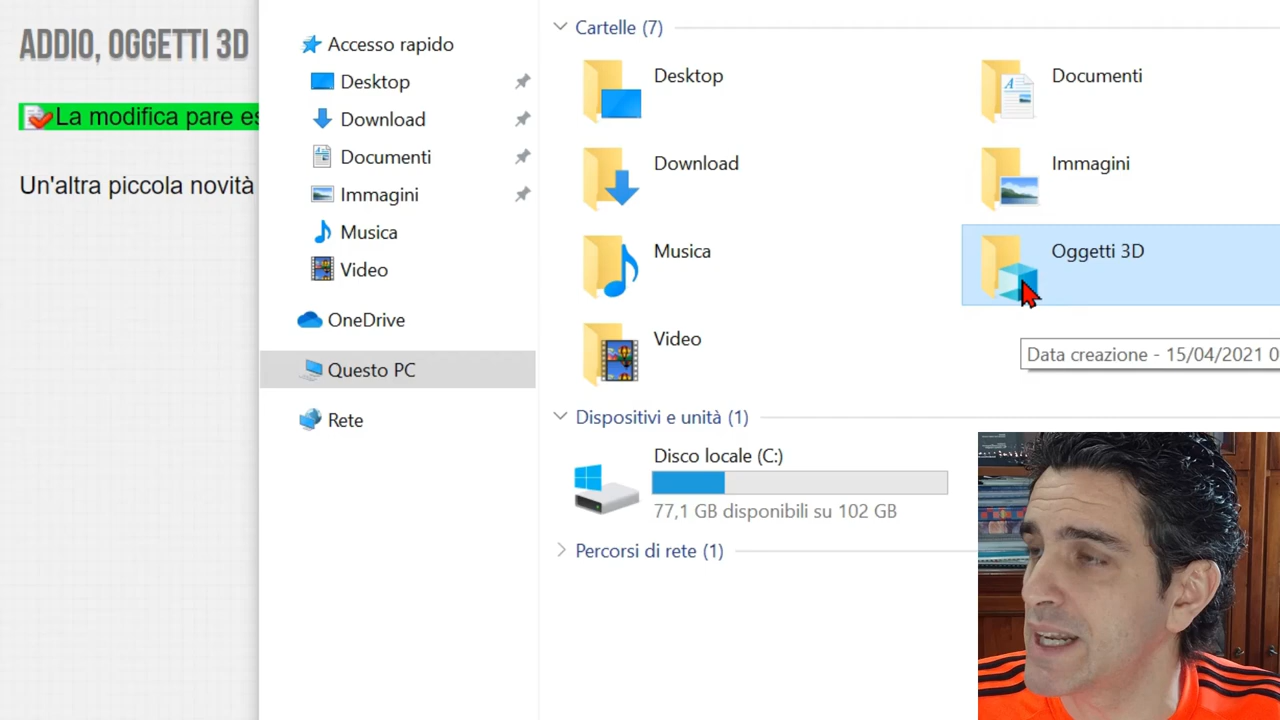 ADDIO, OGGETTI 3D
La modifica pare es
Un'altra piccola novità
Accesso rapido
Desktop
Download
Documenti
Immagini
Musica
Video
OneDrive
Questo PC
Rete
Cartelle (7)
Desktop
Documenti
Download
Immagini
Musica
Oggetti 3D
Video
Data creazione - 15/04/2021 0
Dispositivi e unità (1)
Disco locale (C:)
77,1 GB disponibili su 102 GB
Percorsi di rete (1)